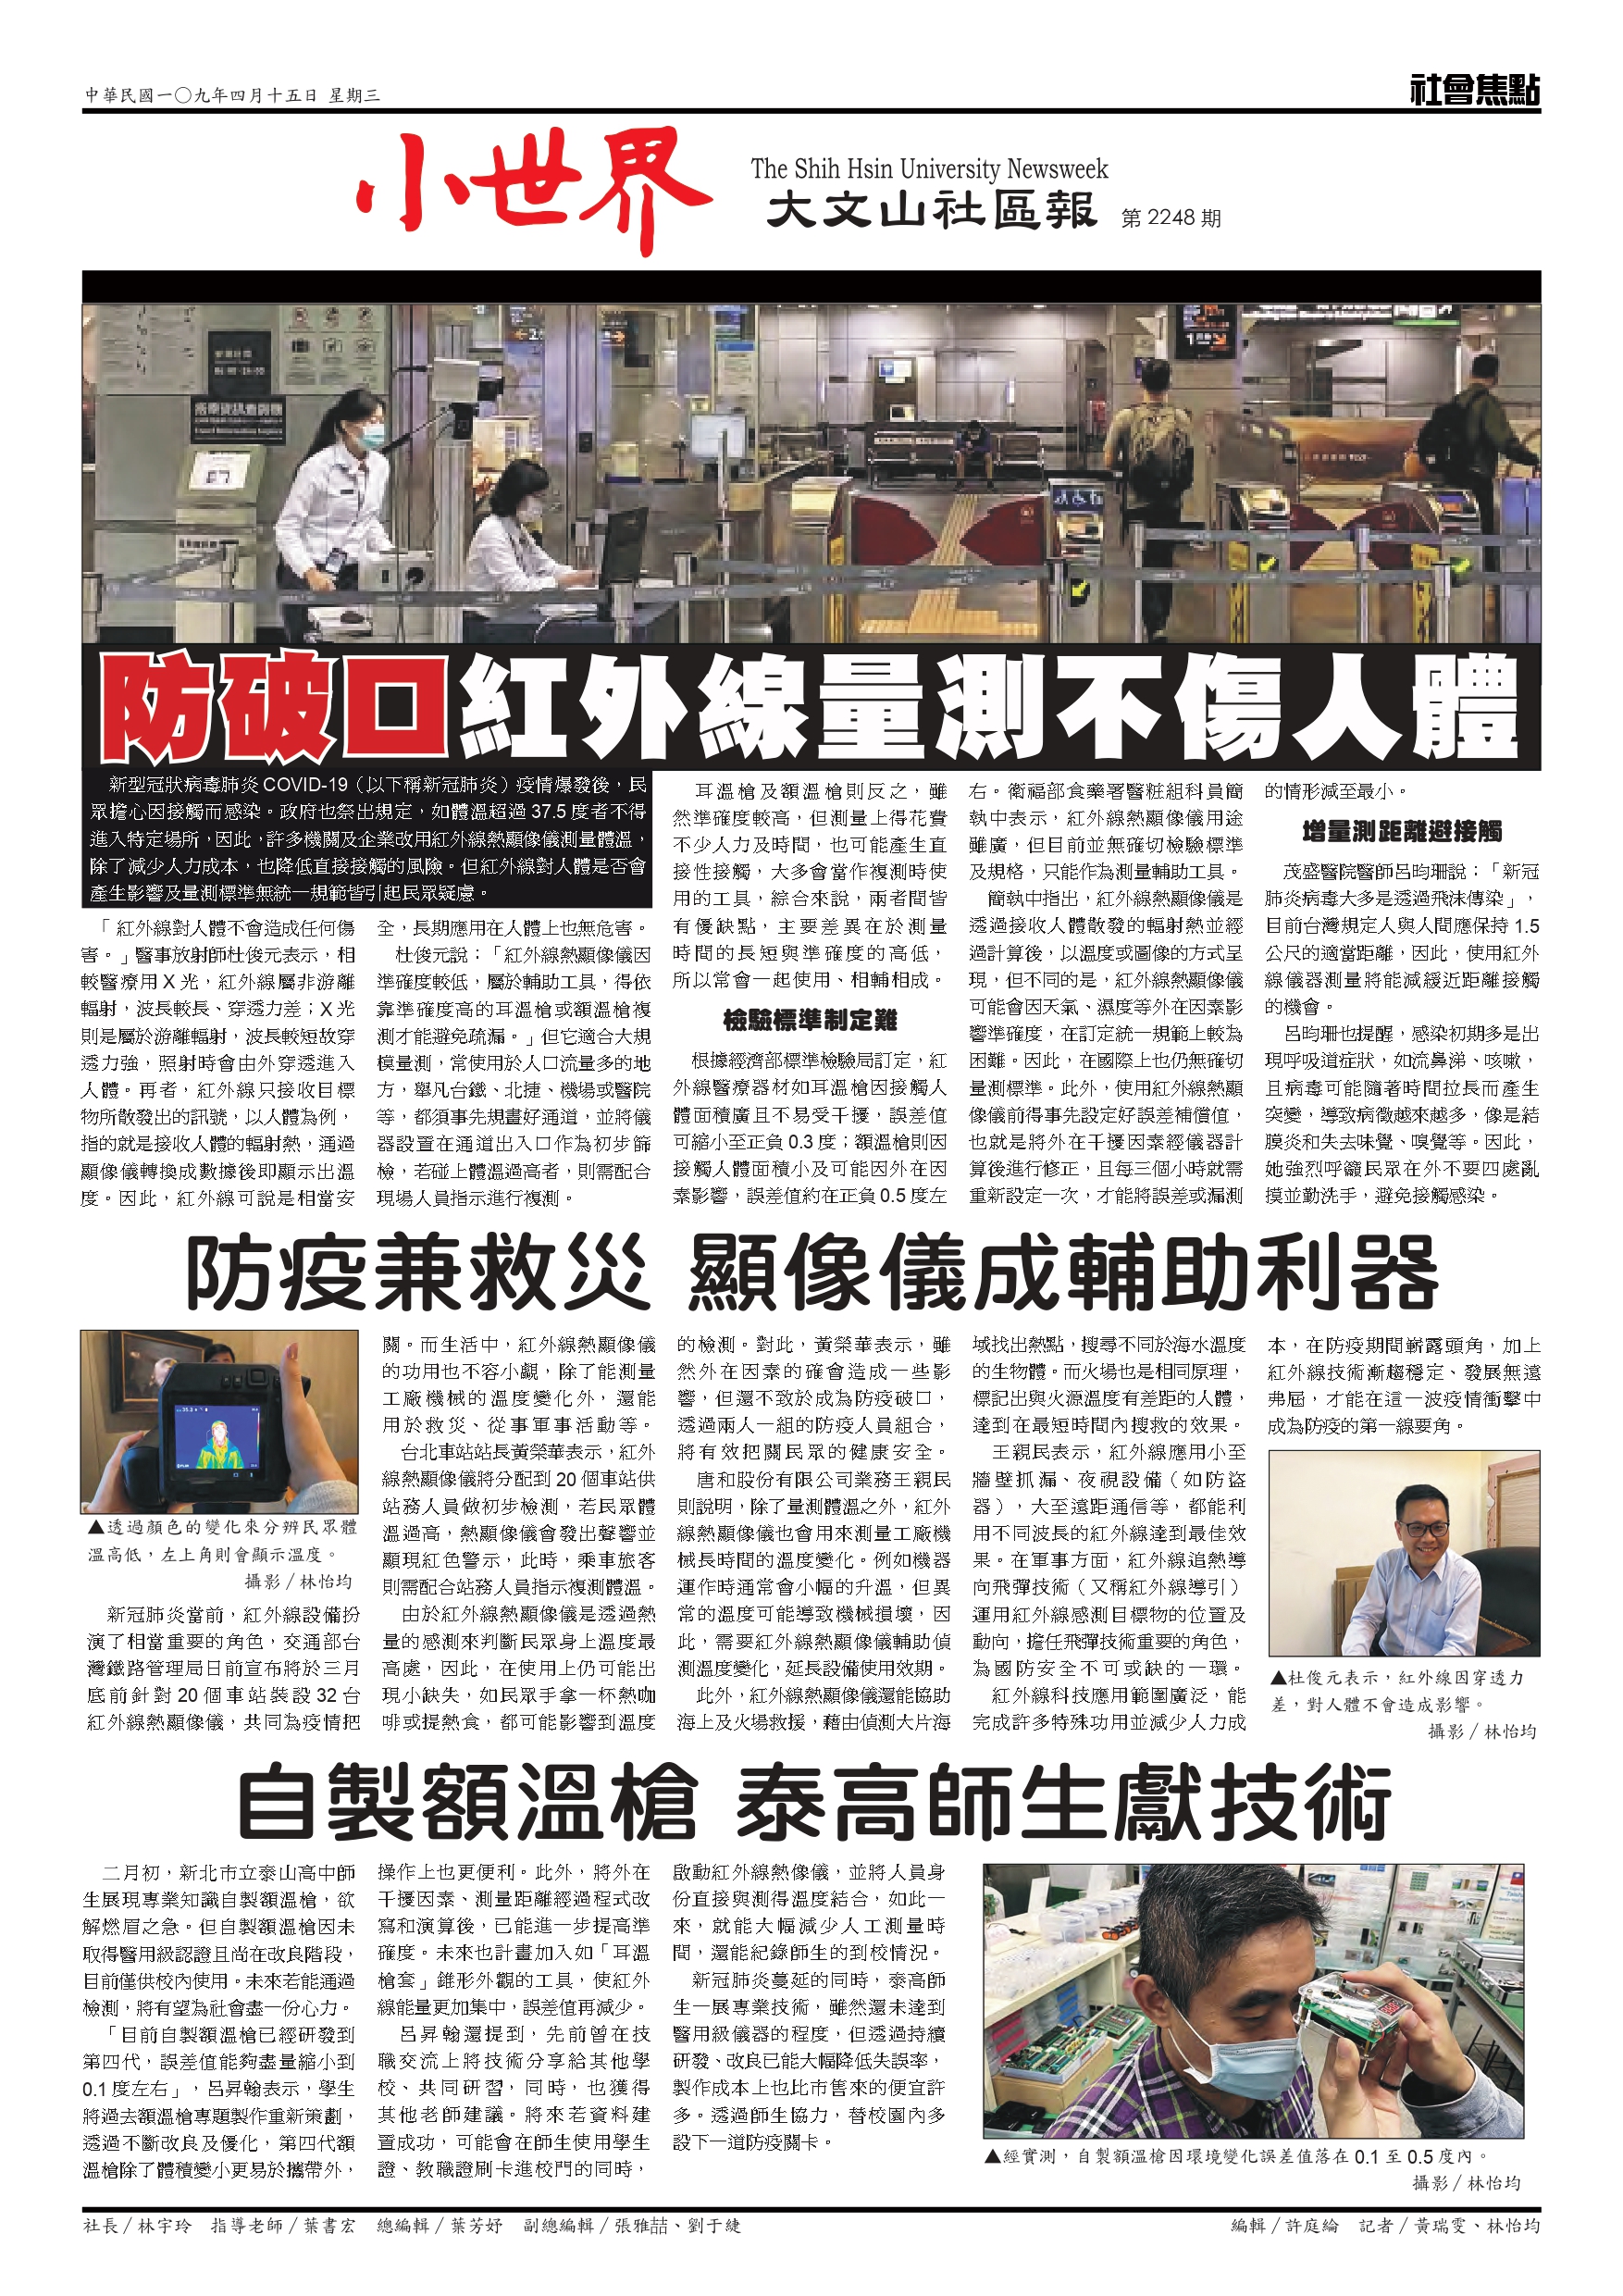 中華民國一〇九年四月十五日 星期三
社會焦點
小世界
The Shih Hsin University Newsweek
大文山社區報 第 2248 期
防破口紅外線量測不傷人體
新型冠狀病毒肺炎 COVID-19（以下稱新冠肺炎）疫情爆發後，民
眾擔心因接觸而感染。政府也祭出規定，如體溫超過 37.5 度者不得
進入特定場所，因此，許多機關及企業改用紅外線熱顯像儀測量體溫，
除了減少人力成本，也降低直接接觸的風險。但紅外線對人體是否會
產生影響及量測標準無統一規範皆引起民眾疑慮。
「紅外線對人體不會造成任何傷
害。」醫事放射師杜俊元表示，相
較醫療用 X 光，紅外線屬非游離
輻射，波長較長、穿透力差；X 光
則是屬於游離輻射，波長較短故穿
透力強，照射時會由外穿透進入
人體。再者，紅外線只接收目標
物所散發出的訊號，以人體為例，
指的就是接收人體的輻射熱，通過
顯像儀轉換成數據後即顯示出溫
度。因此，紅外線可說是相當安
全，長期應用在人體上也無危害。
杜俊元說：「紅外線熱顯像儀因
準確度較低，屬於輔助工具，得依
靠準確度高的耳溫槍或額溫槍複
測才能避免疏漏。」但它適合大規
模量測，常使用於人口流量多的地
方，舉凡台鐵、北捷、機場或醫院
等，都須事先規畫好通道，並將儀
器設置在通道出入口作為初步篩
檢，若碰上體溫過高者，則需配合
現場人員指示進行複測。
耳溫槍及額溫槍則反之，雖
然準確度較高，但測量上得花費
不少人力及時間，也可能產生直
接性接觸，大多會當作複測時使
用的工具，綜合來說，兩者間皆
有優缺點，主要差異在於測量
時間的長短與準確度的高低，
所以常會一起使用、相輔相成。
檢驗標準制定難
根據經濟部標準檢驗局訂定，紅
外線醫療器材如耳溫槍因接觸人
體面積廣且不易受干擾，誤差值
可縮小至正負 0.3 度；額溫槍則因
接觸人體面積小及可能因外在因
素影響，誤差值約在正負 0.5 度左
右。衛福部食藥署醫粧組科員簡
執中表示，紅外線熱顯像儀用途
雖廣，但目前並無確切檢驗標準
及規格，只能作為測量輔助工具。
簡執中指出，紅外線熱顯像儀是
透過接收人體散發的輻射熱並經
過計算後，以溫度或圖像的方式呈
現，但不同的是，紅外線熱顯像儀
可能會因天氣、濕度等外在因素影
響準確度，在訂定統一規範上較為
困難。因此，在國際上也仍無確切
量測標準。此外，使用紅外線熱顯
像儀前得事先設定好誤差補償值，
也就是將外在干擾因素經儀器計
算後進行修正，且每三個小時就需
重新設定一次，才能將誤差或漏測
的情形減至最小。
增量測距離避接觸
茂盛醫院醫師呂昀珊說：「新冠
肺炎病毒大多是透過飛沫傳染」，
目前台灣規定人與人間應保持 1.5
公尺的適當距離，因此，使用紅外
線儀器測量將能減緩近距離接觸
的機會。
呂昀珊也提醒，感染初期多是出
現呼吸道症狀，如流鼻涕、咳嗽，
且病毒可能隨著時間拉長而產生
突變，導致病徵越來越多，像是結
膜炎和失去味覺、嗅覺等。因此，
她強烈呼籲民眾在外不要四處亂
摸並勤洗手，避免接觸感染。
防疫兼救災 顯像儀成輔助利器
▲透過顏色的變化來分辨民眾體
溫高低，左上角則會顯示溫度。
攝影／林怡均
新冠肺炎當前，紅外線設備扮
演了相當重要的角色，交通部台
灣鐵路管理局日前宣布將於三月
底前針對 20 個車站裝設 32 台
紅外線熱顯像儀，共同為疫情把
關。而生活中，紅外線熱顯像儀
的功用也不容小覷，除了能測量
工廠機械的溫度變化外，還能
用於救災、從事軍事活動等。
台北車站站長黃榮華表示，紅外
線熱顯像儀將分配到 20 個車站供
站務人員做初步檢測，若民眾體
溫過高，熱顯像儀會發出聲響並
顯現紅色警示，此時，乘車旅客
則需配合站務人員指示複測體溫。
由於紅外線熱顯像儀是透過熱
量的感測來判斷民眾身上溫度最
高處，因此，在使用上仍可能出
現小缺失，如民眾手拿一杯熱咖
啡或提熱食，都可能影響到溫度
的檢測。對此，黃榮華表示，雖
然外在因素的確會造成一些影
響，但還不致於成為防疫破口，
透過兩人一組的防疫人員組合，
將有效把關民眾的健康安全。
唐和股份有限公司業務王親民
則說明，除了量測體溫之外，紅外
線熱顯像儀也會用來測量工廠機
械長時間的溫度變化。例如機器
運作時通常會小幅的升溫，但異
常的溫度可能導致機械損壞，因
此，需要紅外線熱顯像儀輔助偵
測溫度變化，延長設備使用效期。
此外，紅外線熱顯像儀還能協助
海上及火場救援，藉由偵測大片海
域找出熱點，搜尋不同於海水溫度
的生物體。而火場也是相同原理，
標記出與火源溫度有差距的人體，
達到在最短時間內搜救的效果。
王親民表示，紅外線應用小至
牆壁抓漏、夜視設備（如防盜
器），大至遠距通信等，都能利
用不同波長的紅外線達到最佳效
果。在軍事方面，紅外線追熱導
向飛彈技術（又稱紅外線導引）
運用紅外線感測目標物的位置及
動向，擔任飛彈技術重要的角色，
為國防安全不可或缺的一環。
紅外線科技應用範圍廣泛，能
完成許多特殊功用並減少人力成
本，在防疫期間嶄露頭角，加上
紅外線技術漸趨穩定、發展無遠
弗屆，才能在這一波疫情衝擊中
成為防疫的第一線要角。
▲杜俊元表示，紅外線因穿透力
差，對人體不會造成影響。
攝影／林怡均
自製額溫槍 泰高師生獻技術
二月初，新北市立泰山高中師
生展現專業知識自製額溫槍，欲
解燃眉之急。但自製額溫槍因未
取得醫用級認證且尚在改良階段，
目前僅供校內使用。未來若能通過
檢測，將有望為社會盡一份心力。
「目前自製額溫槍已經研發到
第四代，誤差值能夠盡量縮小到
0.1 度左右」，呂昇翰表示，學生
將過去額溫槍專題製作重新策劃，
透過不斷改良及優化，第四代額
溫槍除了體積變小更易於攜帶外，
操作上也更便利。此外，將外在
干擾因素、測量距離經過程式改
寫和演算後，已能進一步提高準
確度。未來也計畫加入如「耳溫
槍套」錐形外觀的工具，使紅外
線能量更加集中，誤差值再減少。
呂昇翰還提到，先前曾在技
職交流上將技術分享給其他學
校、共同研習，同時，也獲得
其他老師建議。將來若資料建
置成功，可能會在師生使用學生
證、教職證刷卡進校門的同時，
啟動紅外線熱像儀，並將人員身
份直接與測得溫度結合，如此一
來，就能大幅減少人工測量時
間，還能紀錄師生的到校情況。
新冠肺炎蔓延的同時，泰高師
生一展專業技術，雖然還未達到
醫用級儀器的程度，但透過持續
研發、改良已能大幅降低失誤率，
製作成本上也比市售來的便宜許
多。透過師生協力，替校園內多
設下一道防疫關卡。
▲經實測，自製額溫槍因環境變化誤差值落在 0.1 至 0.5 度內。
攝影／林怡均
社長／林宇玲 指導老師／葉書宏 總編輯／葉芳妤 副總編輯／張雅喆、劉于緁
編輯／許庭綸 記者／黃瑞雯、林怡均